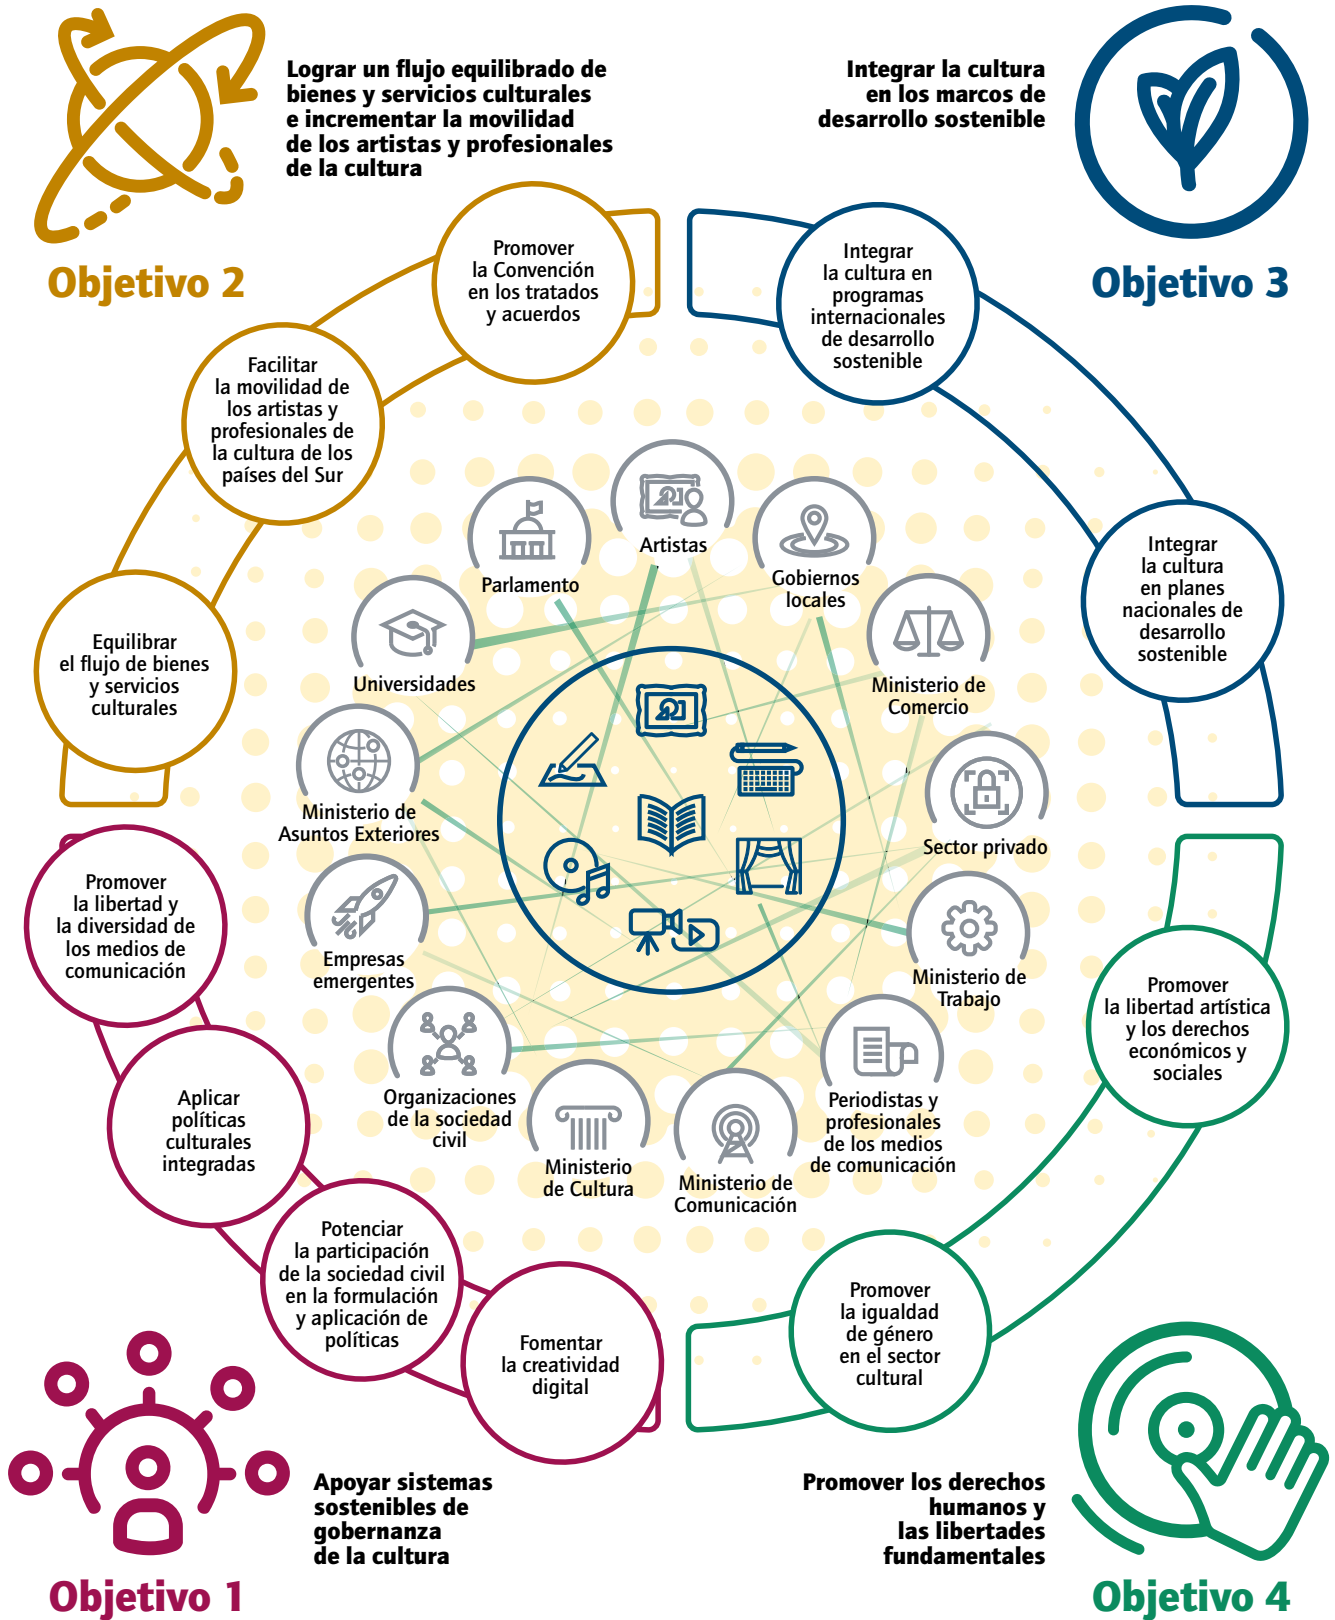 Lograr un flujo equilibrado de
bienes y servicios culturales
e incrementar la movilidad
de los artistas y profesionales
de la cultura
Objetivo 2
Integrar la cultura
en los marcos de
desarrollo sostenible
Objetivo 3
Promover
la Convención
en los tratados
y acuerdos
Facilitar
la movilidad de
los artistas y
profesionales de
la cultura de los
países del Sur
Equilibrar
el flujo de bienes
y servicios
culturales
Integrar
la cultura en
programas
internacionales
de desarrollo
sostenible
Integrar
la cultura
en planes
nacionales de
desarrollo
sostenible
Artistas
Parlamento
Gobiernos
locales
Universidades
Ministerio de
Comercio
Ministerio de
Asuntos Exteriores
Sector privado
Empresas
emergentes
Ministerio de
Trabajo
Organizaciones
de la sociedad
civil
Ministerio
de Cultura
Ministerio de
Comunicación
Periodistas y
profesionales
de los medios
de comunicación
Promover
la libertad y
la diversidad de
los medios de
comunicación
Aplicar
políticas
culturales
integradas
Potenciar
la participación
de la sociedad civil
en la formulación
y aplicación de
políticas
Fomentar
la creatividad
digital
Promover
la libertad artística
y los derechos
económicos y
sociales
Promover
la igualdad
de género
en el sector
cultural
Apoyar sistemas
sostenibles de
gobernanza
de la cultura
Objetivo 1
Promover los derechos
humanos y
las libertades
fundamentales
Objetivo 4